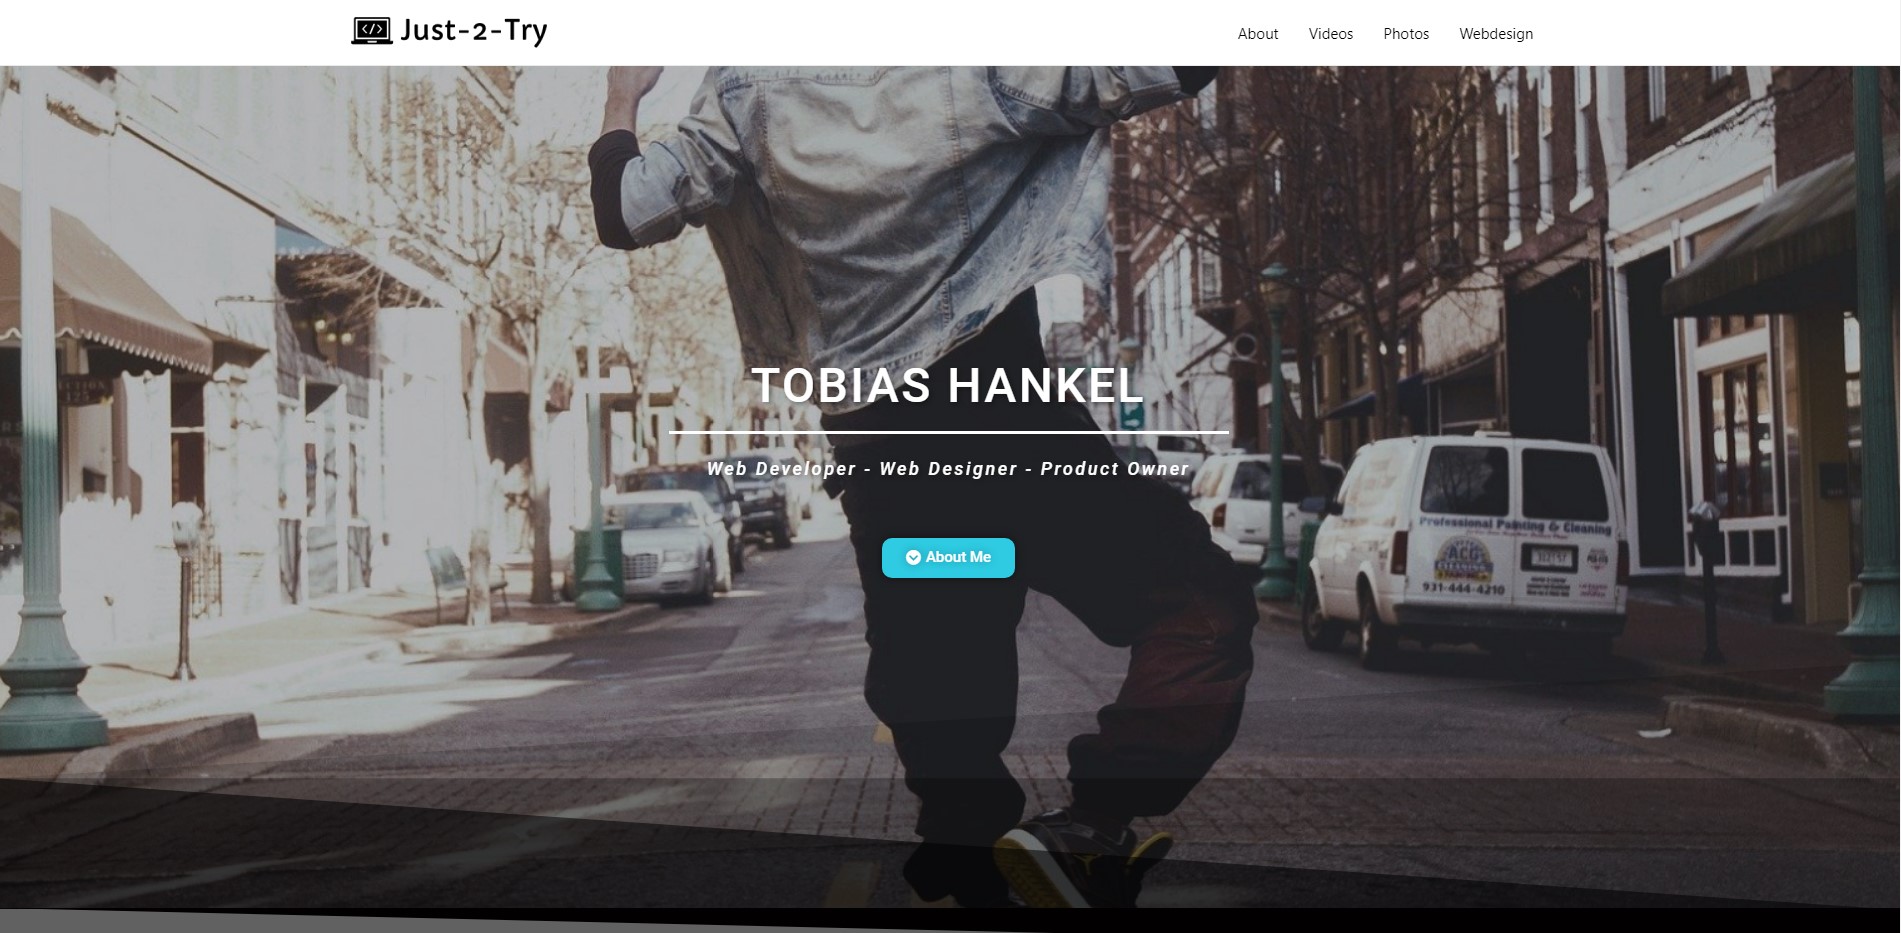 Just-2-Try
About
Videos
Photos
Webdesign
TOBIAS HANKEL
Web Developer - Web Designer - Product Owner
About Me
Professional Painting & Cleaning
ACG
CLEANING
931-444-4210